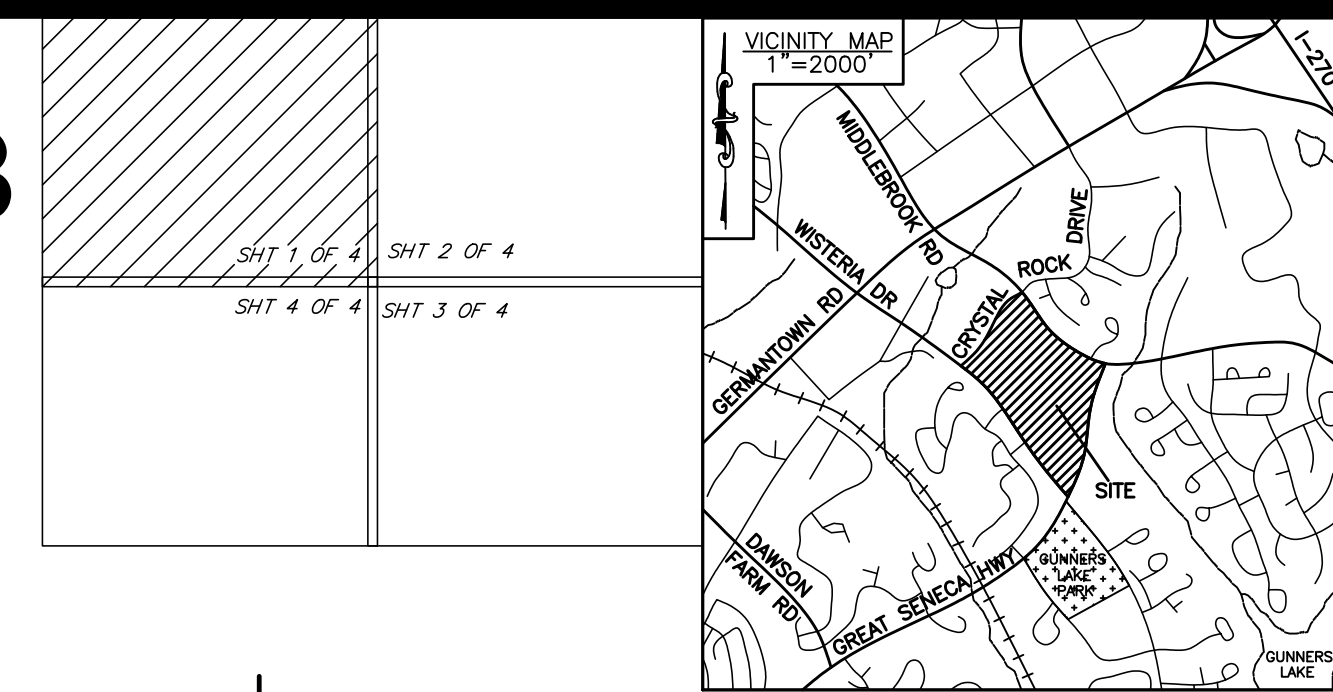 SHT 1 OF 4
SHT 2 OF 4
SHT 4 OF 4
SHT 3 OF 4
VICINITY MAP
1"=2000'
I-270
MIDDLEBROOK RD
WISTERIA DR
DRIVE
ROCK
CRYSTAL
GERMANTOWN RD
SITE
DAWSON
FARM RD
GREAT SENECA HWY
GUNNERS
LAKE
PARK
GUNNERS
LAKE